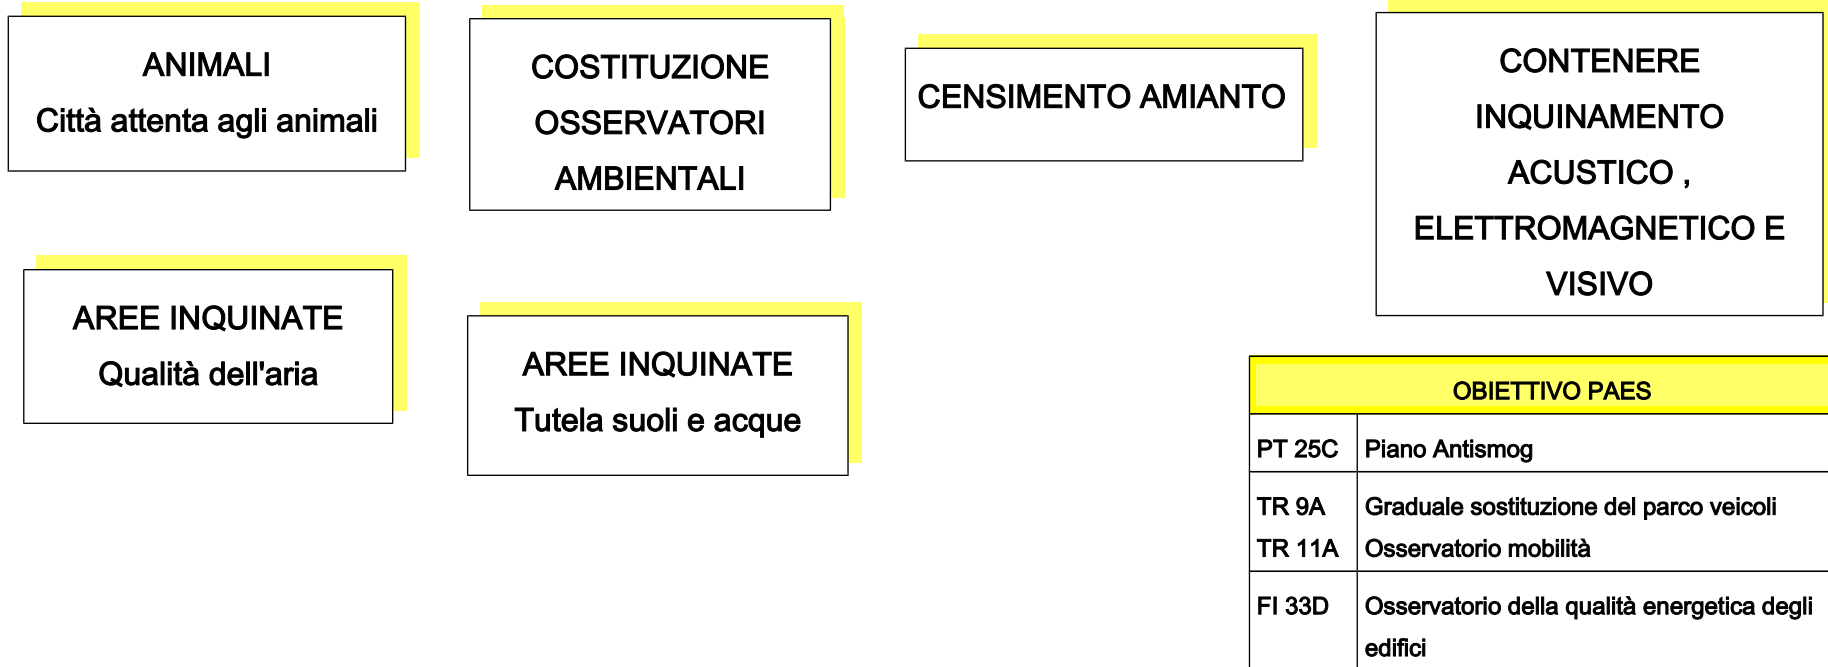 ANIMALI
Città attenta agli animali
COSTITUZIONE
OSSERVATORI
AMBIENTALI
CENSIMENTO AMIANTO
CONTENERE
INQUINAMENTO
ACUSTICO ,
ELETTROMAGNETICO E
VISIVO
AREE INQUINATE
Qualità dell'aria
AREE INQUINATE
Tutela suoli e acque
OBIETTIVO PAES
PT 25C Piano Antismog
TR 9A Graduale sostituzione del parco veicoli
TR 11A Osservatorio mobilità
FI 33D Osservatorio della qualità energetica degli
edifici